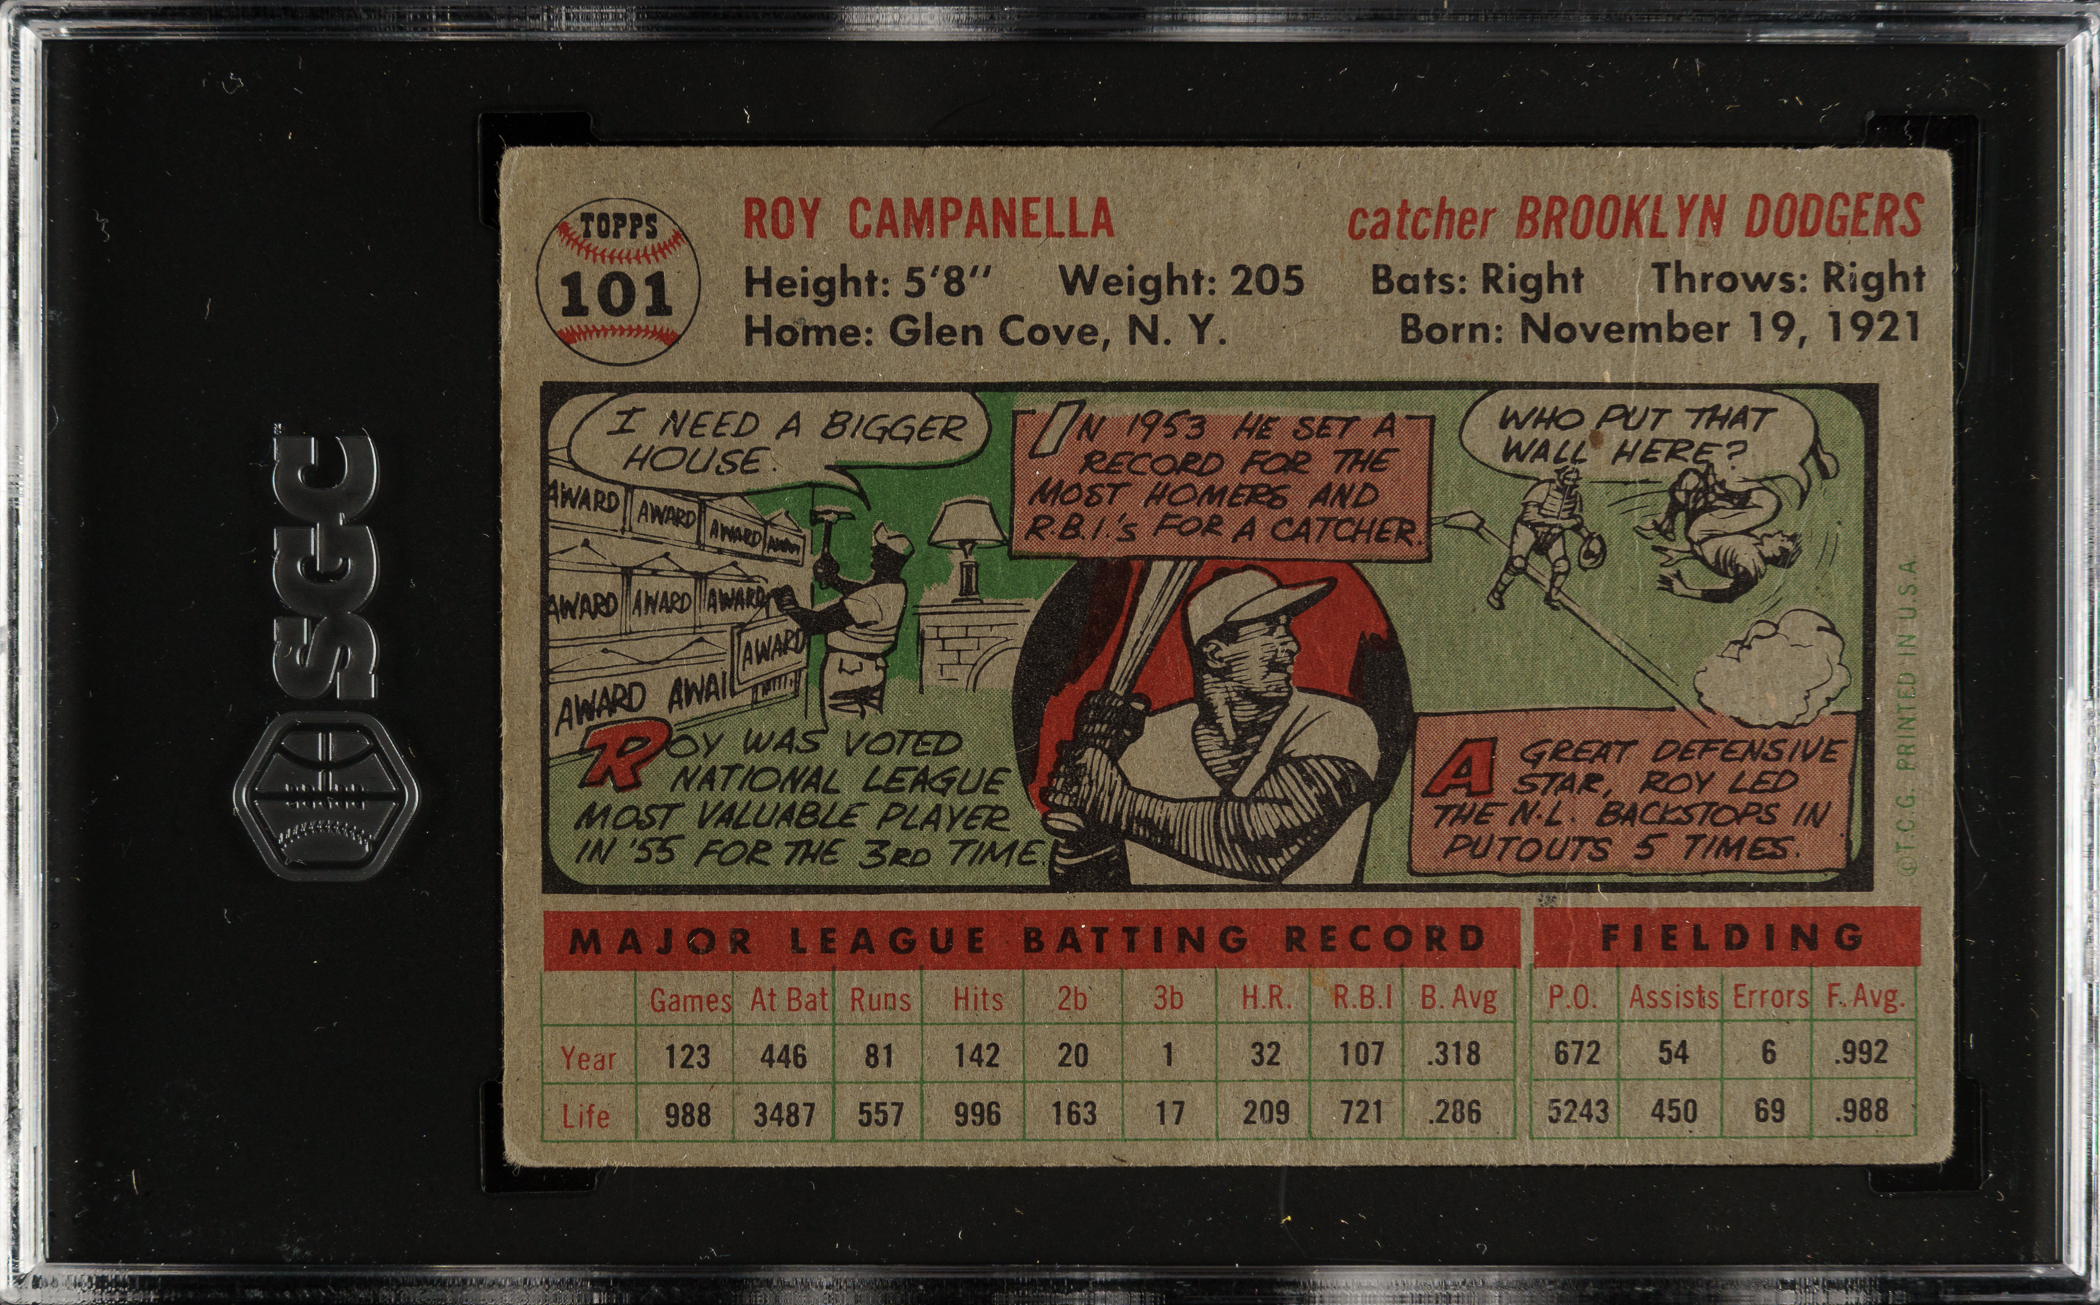 SGC
TOPPS
101
ROY CAMPANELLA
catcher BROOKLYN DODGERS
Height: 5'8" Weight: 205 Bats: Right Throws: Right
Home: Glen Cove, N. Y. Born: November 19, 1921
I NEED A BIGGER
HOUSE.
AWARD AWARD AWARD
AWARD AWARD AWARD
AWARD
AWARD AWAI
ROY WAS VOTED
NATIONAL LEAGUE
MOST VALUABLE PLAYER
IN '55 FOR THE 3RD TIME
IN 1953 HE SET A
RECORD FOR THE
MOST HOMERS AND
R.B.I.'S FOR A CATCHER.
WHO PUT THAT
WALL HERE?
A GREAT DEFENSIVE
STAR, ROY LED
THE N.L. BACKSTOPS IN
PUTOUTS 5 TIMES.
©T.C.G. PRINTED IN U.S.A.
MAJOR LEAGUE BATTING RECORD FIELDING
Games At Bat Runs Hits 2b 3b H.R. R.B.I B. Avg P.O. Assists Errors F. Avg.
Year 123 446 81 142 20 1 32 107 .318 672 54 6 .992
Life 988 3487 557 996 163 17 209 721 .286 5243 450 69 .988